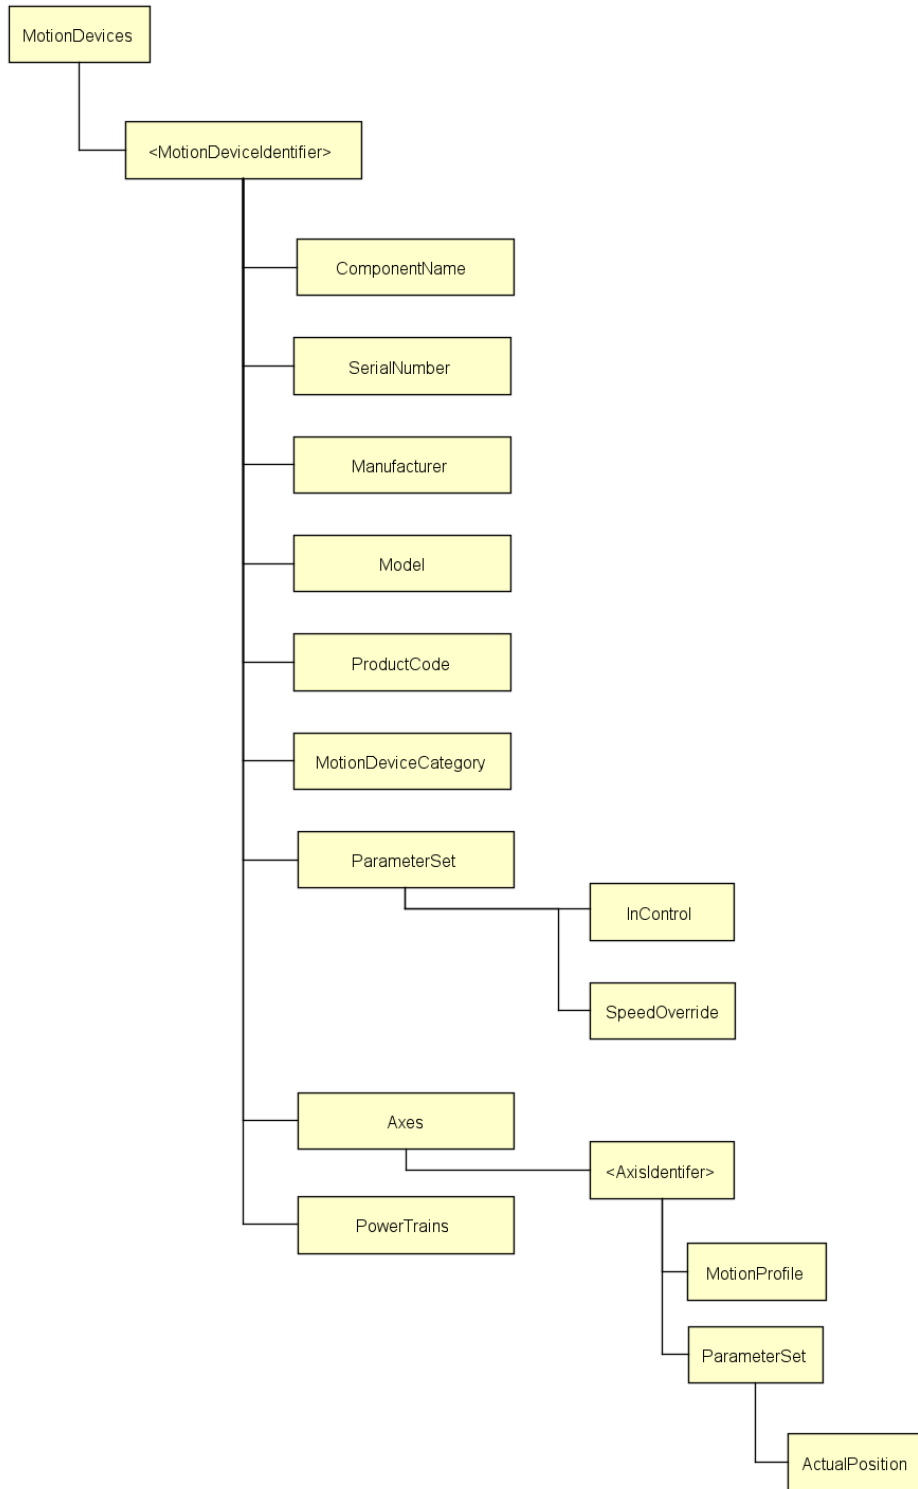 MotionDevices
<MotionDeviceIdentifier>
ComponentName
SerialNumber
Manufacturer
Model
ProductCode
MotionDeviceCategory
ParameterSet
InControl
SpeedOverride
Axes
<AxisIdentifer>
PowerTrains
MotionProfile
ParameterSet
ActualPosition